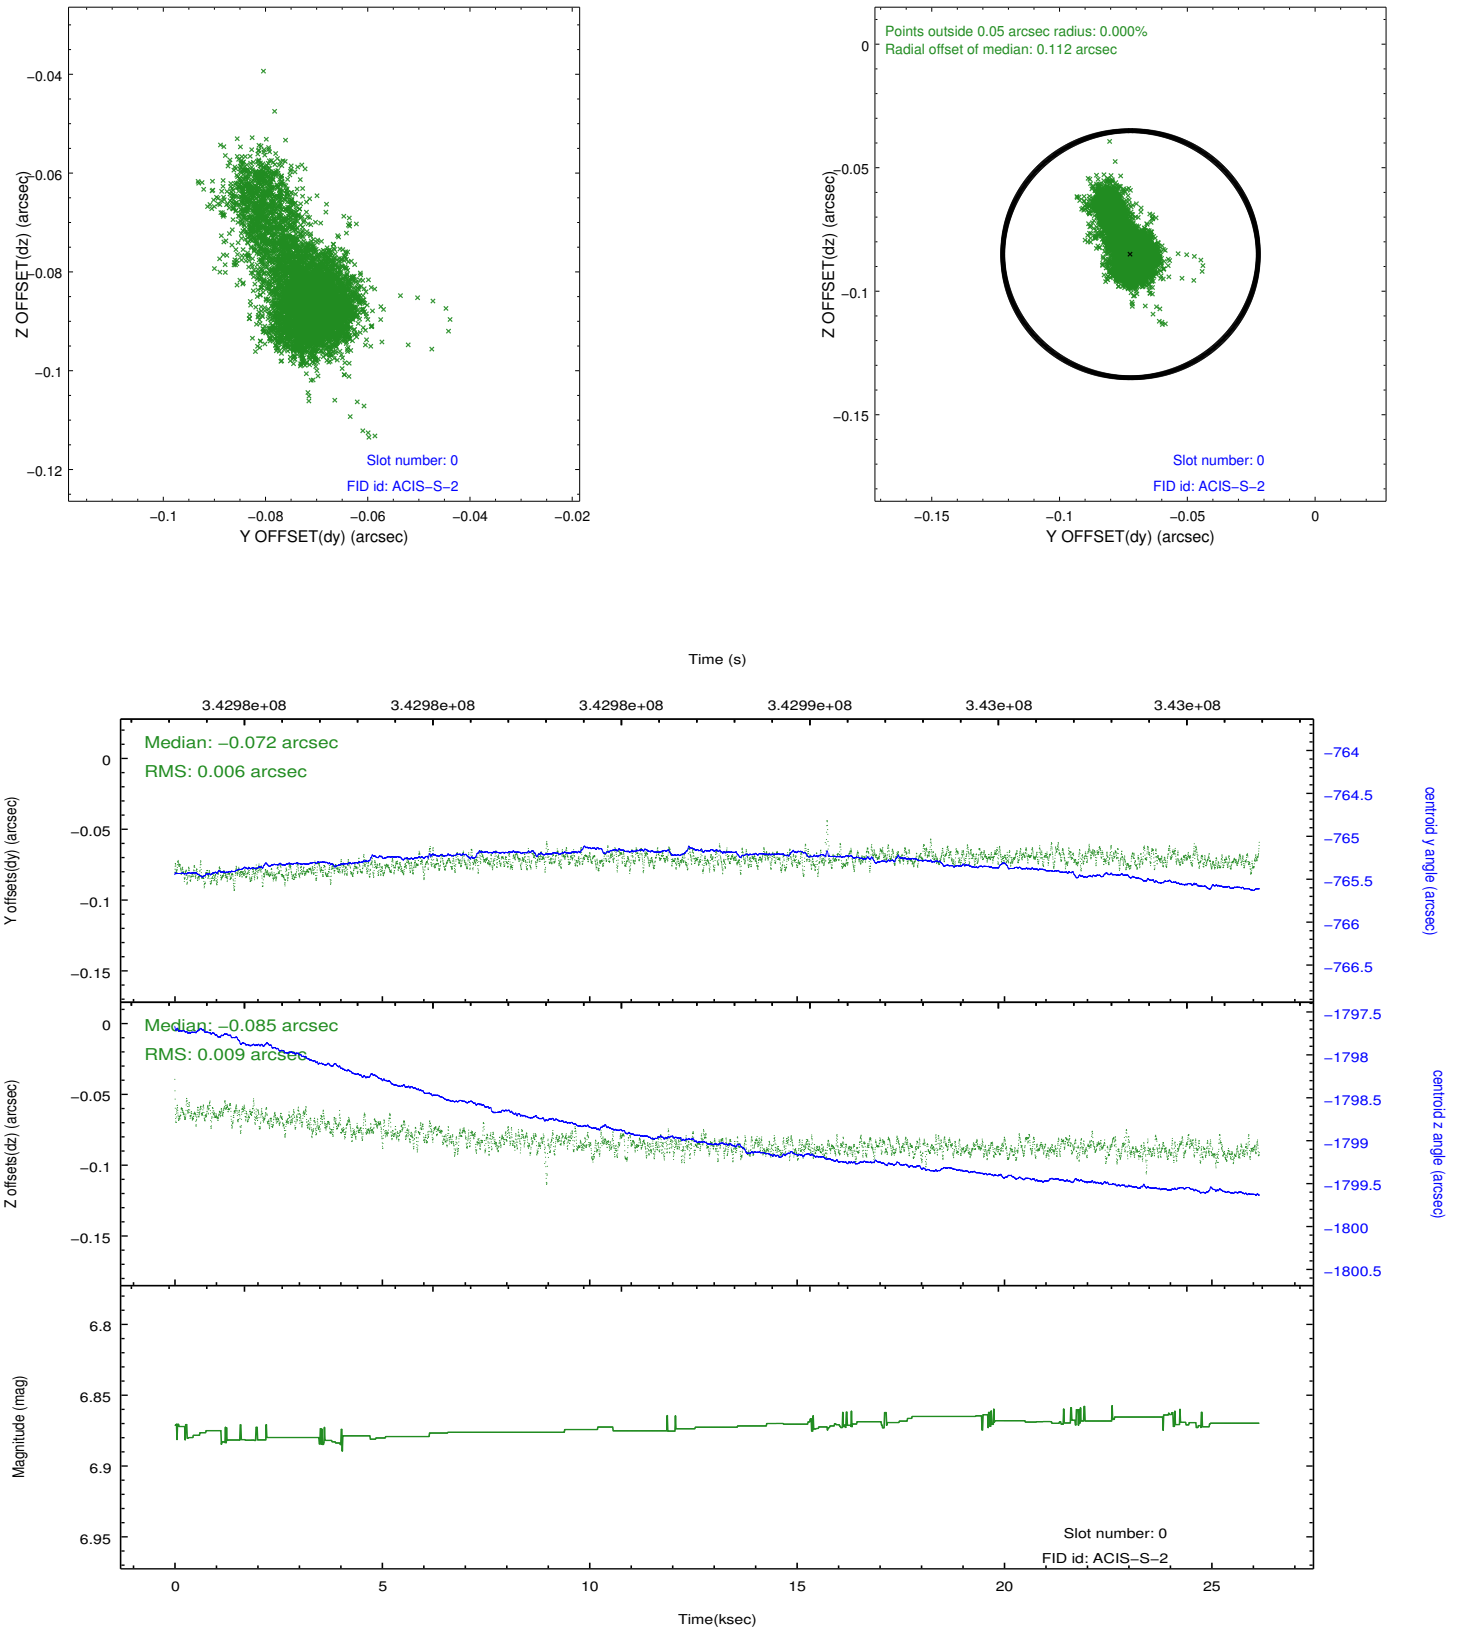 −0.04
−0.06
−0.08
−0.1
−0.12
Z OFFSET(dz) (arcsec)
Slot number: 0
FID id: ACIS−S−2
−0.1
−0.08
−0.06
−0.04
−0.02
Y OFFSET(dy) (arcsec)
Points outside 0.05 arcsec radius: 0.000%
Radial offset of median: 0.112 arcsec
0
−0.05
−0.1
−0.15
Z OFFSET(dz) (arcsec)
Slot number: 0
FID id: ACIS−S−2
−0.15
−0.1
−0.05
0
Y OFFSET(dy) (arcsec)
Time (s)
3.4298e+08
3.4298e+08
3.4298e+08
3.4299e+08
3.43e+08
3.43e+08
Median: −0.072 arcsec
RMS: 0.006 arcsec
0
−0.05
−0.1
−0.15
Y offsets(dy) (arcsec)
−764
−764.5
−765
−765.5
−766
−766.5
centroid y angle (arcsec)
Median: −0.085 arcsec
RMS: 0.009 arcsec
0
−0.05
−0.1
−0.15
Z offsets(dz) (arcsec)
−1797.5
−1798
−1798.5
−1799
−1799.5
−1800
−1800.5
centroid z angle (arcsec)
6.8
6.85
6.9
6.95
Magnitude (mag)
Slot number: 0
FID id: ACIS−S−2
0
5
10
15
20
25
Time(ksec)